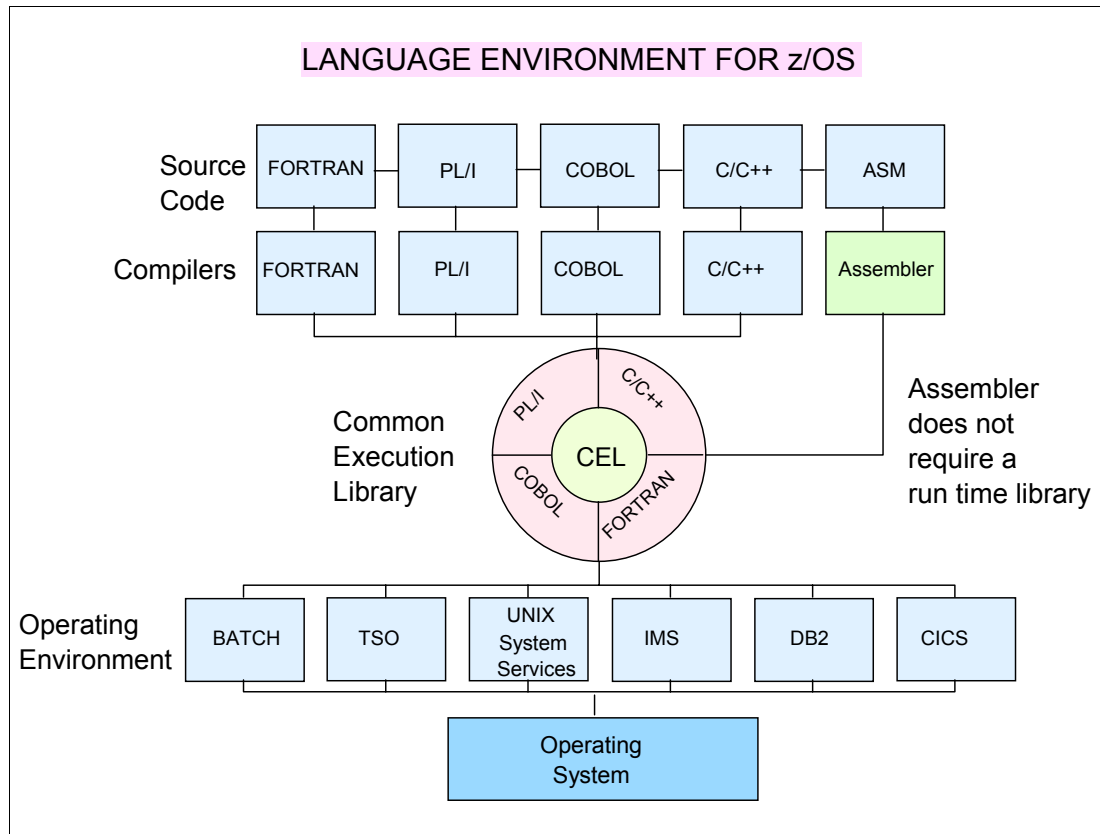 LANGUAGE ENVIRONMENT FOR z/OS
Source
Code
FORTRAN
PL/I
COBOL
C/C++
ASM
Compilers
FORTRAN
PL/I
COBOL
C/C++
Assembler
Common
Execution
Library
PL/I
C/C++
CEL
COBOL
FORTRAN
Assembler
does not
require a
run time library
Operating
Environment
BATCH
TSO
UNIX
System
Services
IMS
DB2
CICS
Operating
System